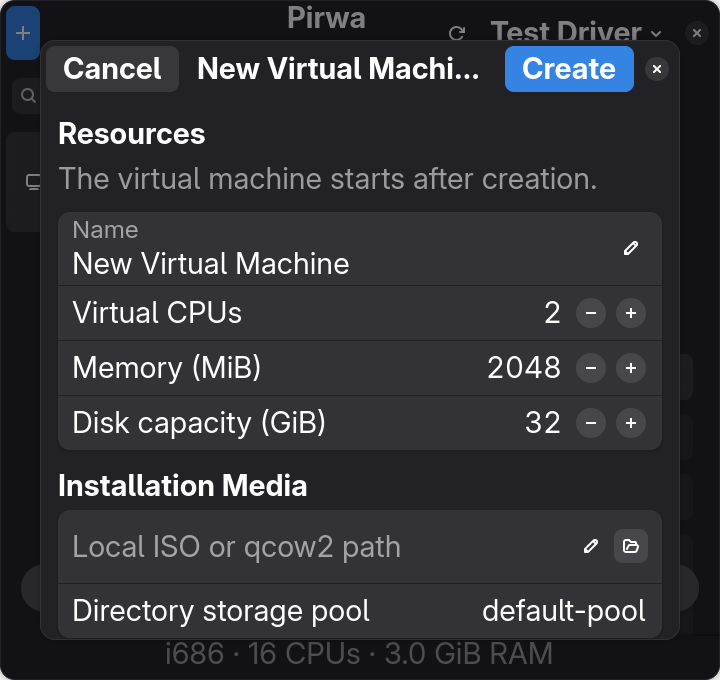 Pirwa
Test Driver
Cancel
New Virtual Machi...
Create
Resources
The virtual machine starts after creation.
Name
New Virtual Machine
Virtual CPUs 2
Memory (MiB) 2048
Disk capacity (GiB) 32
Installation Media
Local ISO or qcow2 path
Directory storage pool default-pool
i686 · 16 CPUs · 3.0 GiB RAM